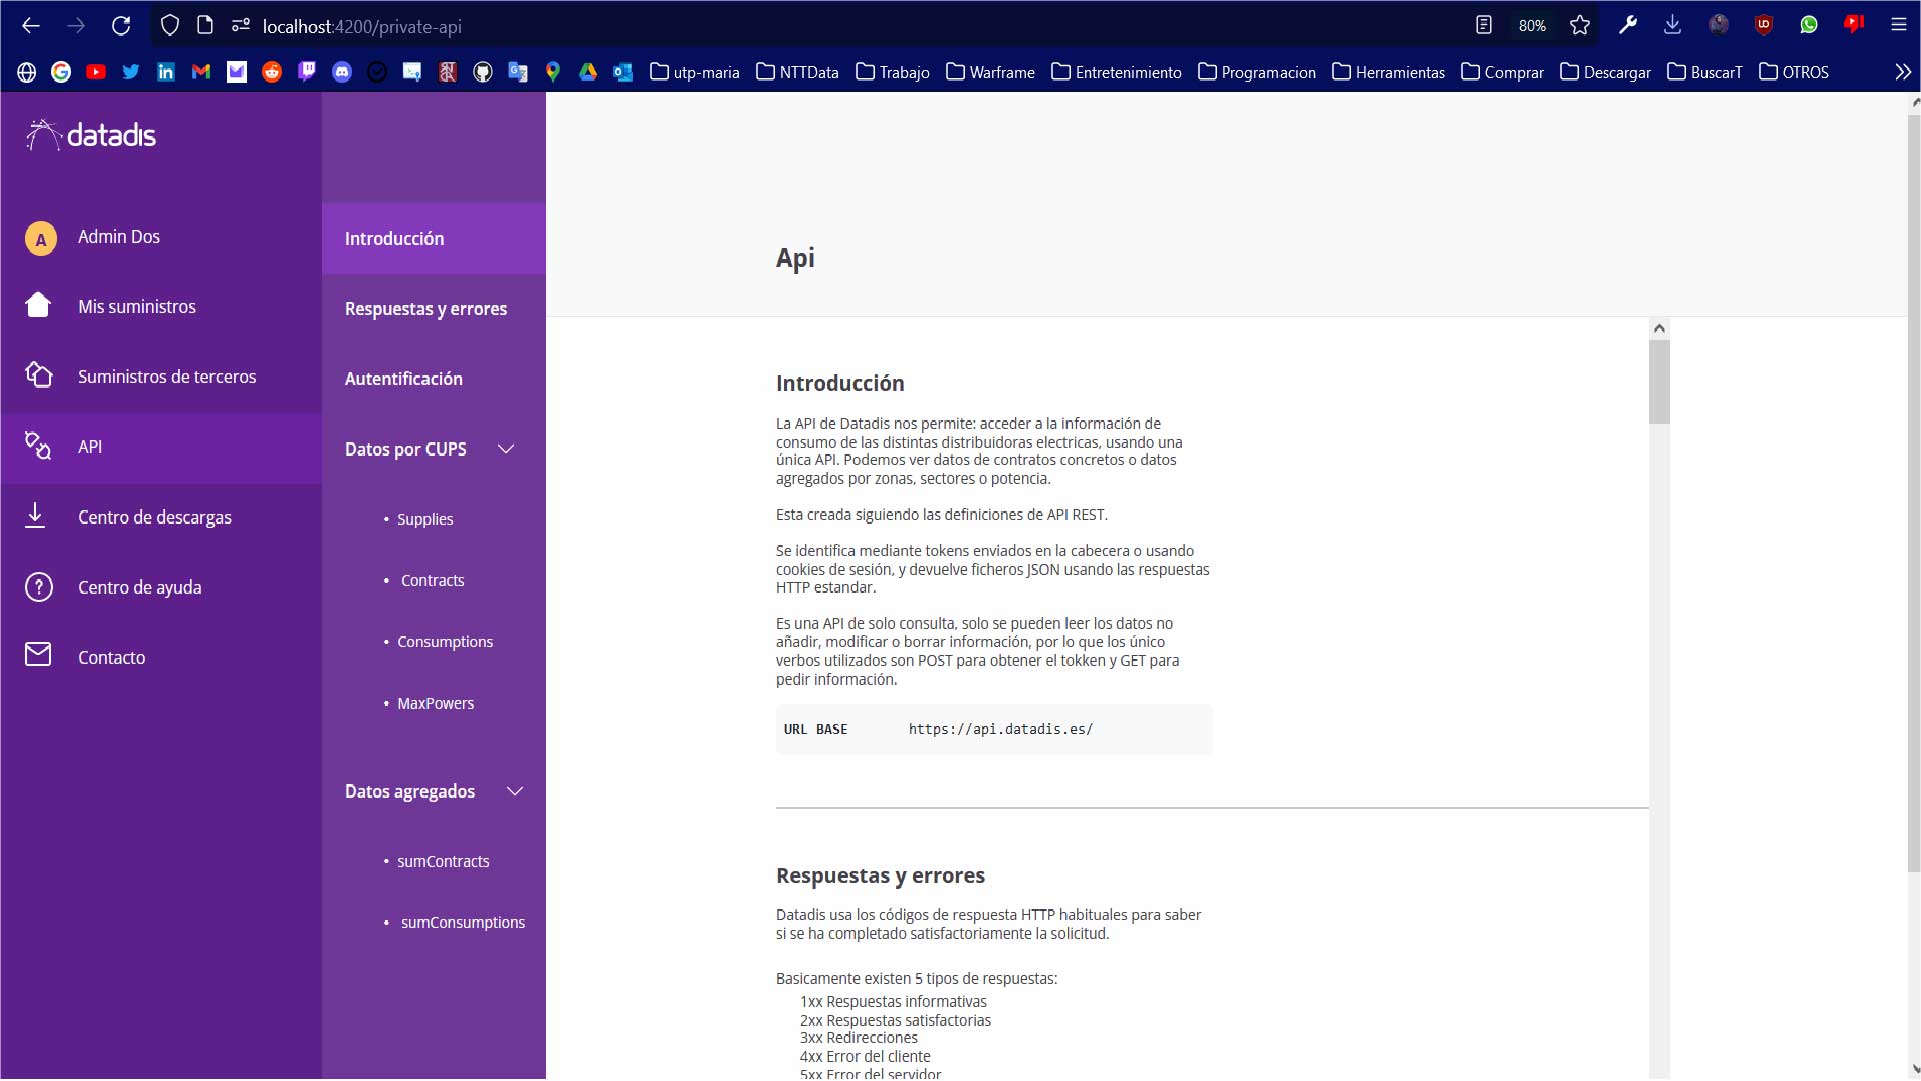 localhost:4200/private-api
80%
utp-maria
NTTData
Trabajo
Warframe
Entretenimiento
Programacion
Herramientas
Comprar
Descargar
BuscarT
OTROS
datadis
A
Admin Dos
Mis suministros
Suministros de terceros
API
Centro de descargas
Centro de ayuda
Contacto
Introducción
Respuestas y errores
Autentificación
Datos por CUPS
• Supplies
• Contracts
• Consumptions
• MaxPowers
Datos agregados
• sumContracts
• sumConsumptions
Api
Introducción
La API de Datadis nos permite: acceder a la información de
consumo de las distintas distribuidoras electricas, usando una
única API. Podemos ver datos de contratos concretos o datos
agregados por zonas, sectores o potencia.
Esta creada siguiendo las definiciones de API REST.
Se identifica mediante tokens enviados en la cabecera o usando
cookies de sesión, y devuelve ficheros JSON usando las respuestas
HTTP estandar.
Es una API de solo consulta, solo se pueden leer los datos no
añadir, modificar o borrar información, por lo que los único
verbos utilizados son POST para obtener el tokken y GET para
pedir información.
URL BASE https://api.datadis.es/
Respuestas y errores
Datadis usa los códigos de respuesta HTTP habituales para saber
si se ha completado satisfactoriamente la solicitud.
Basicamente existen 5 tipos de respuestas:
1xx Respuestas informativas
2xx Respuestas satisfactorias
3xx Redirecciones
4xx Error del cliente
5xx Error del servidor